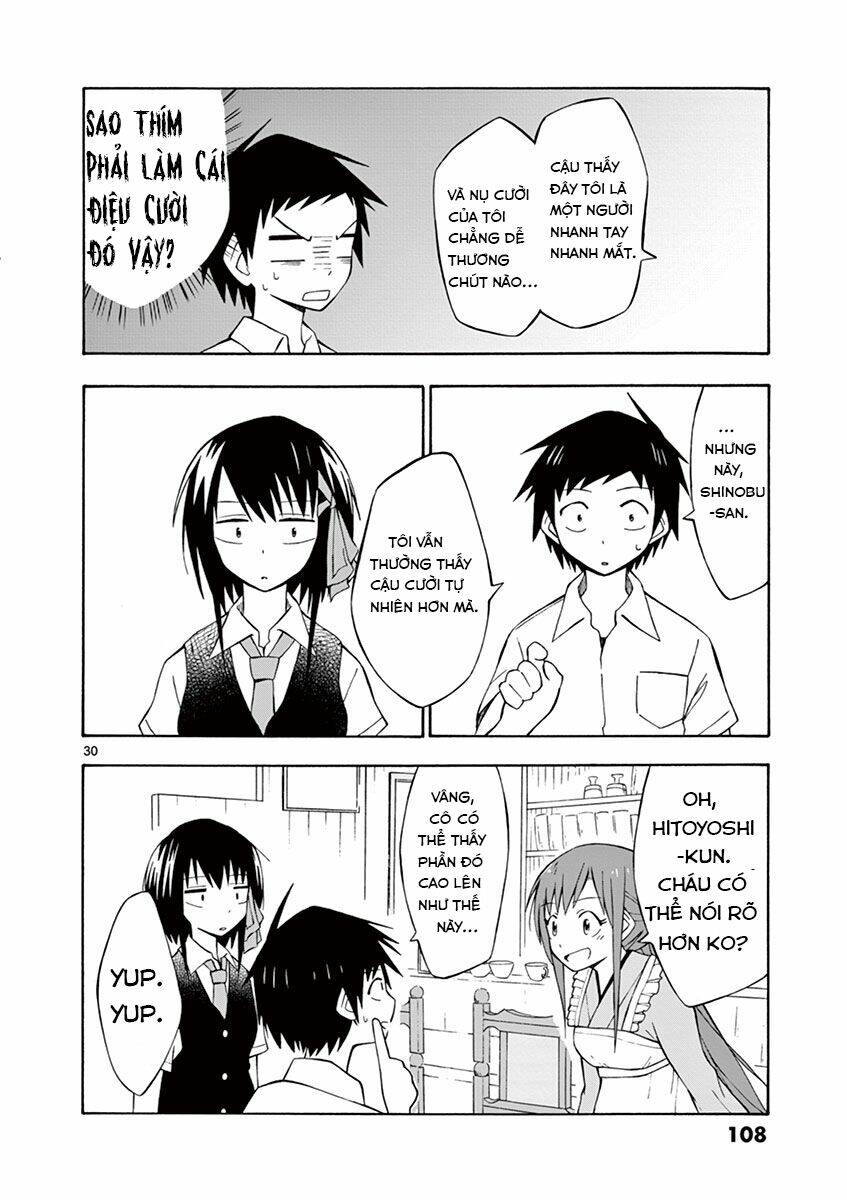 CẬU THẤY
ĐÂY TÔI LÀ
MỘT NGƯỜI
NHANH TAY
NHANH MẮT.
VÀ NỤ CƯỜI
CỦA TÔI
CHẲNG DỄ
THƯƠNG
CHÚT NÀO...
SAO THÍM
PHẢI LÀM CÁI
ĐIỆU CƯỜI
ĐÓ VẬY?
...
NHƯNG
NÀY,
SHINOBU
-SAN.
TÔI VẪN
THƯỜNG THẤY
CẬU CƯỜI TỰ
NHIÊN HƠN MÀ.
30
OH,
HITOYOSHI
-KUN.
CHÁU CÓ
THỂ NÓI RÕ
HƠN KO?
VÂNG,
CÔ CÓ
THỂ THẤY
PHẦN ĐÓ
CAO LÊN
NHƯ THẾ
NÀY...
YUP.
YUP.
108